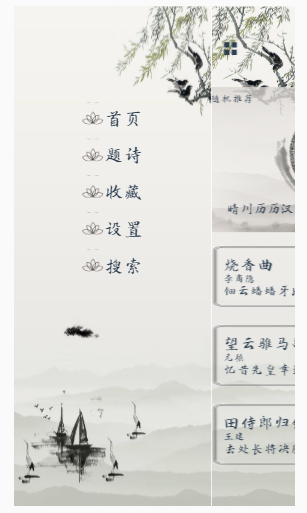 首页
题诗
收藏
设置
搜索
随机推荐
晴川历历汉
烧香曲
李商隐
钿云蟠蟠牙
望云骓马
元稹
忆昔先皇幸
田侍郎归
王建
去处长将决